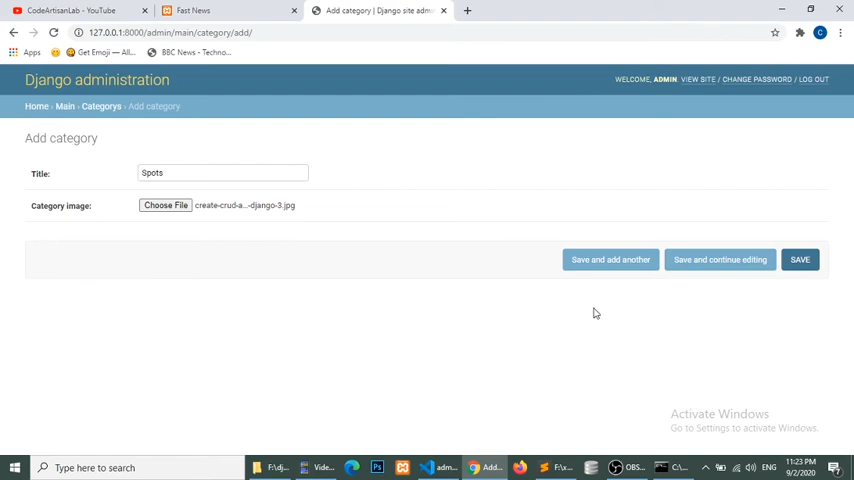 CodeArtisanLab - YouTube
Fast News
Add category | Django site admi
127.0.0.1:8000/admin/main/category/add/
Apps
Get Emoji — All...
BBC News - Techno...
Django administration
WELCOME, ADMIN. VIEW SITE / CHANGE PASSWORD / LOG OUT
Home › Main › Categorys › Add category
Add category
Title:
Spots
Category image:
Choose File create-crud-a...-django-3.jpg
Save and add another
Save and continue editing
SAVE
Activate Windows
Go to Settings to activate Windows.
Type here to search
F:\dj...
Vide...
adm...
Add...
F:\x...
OBS...
C:\...
ENG
11:23 PM
9/2/2020